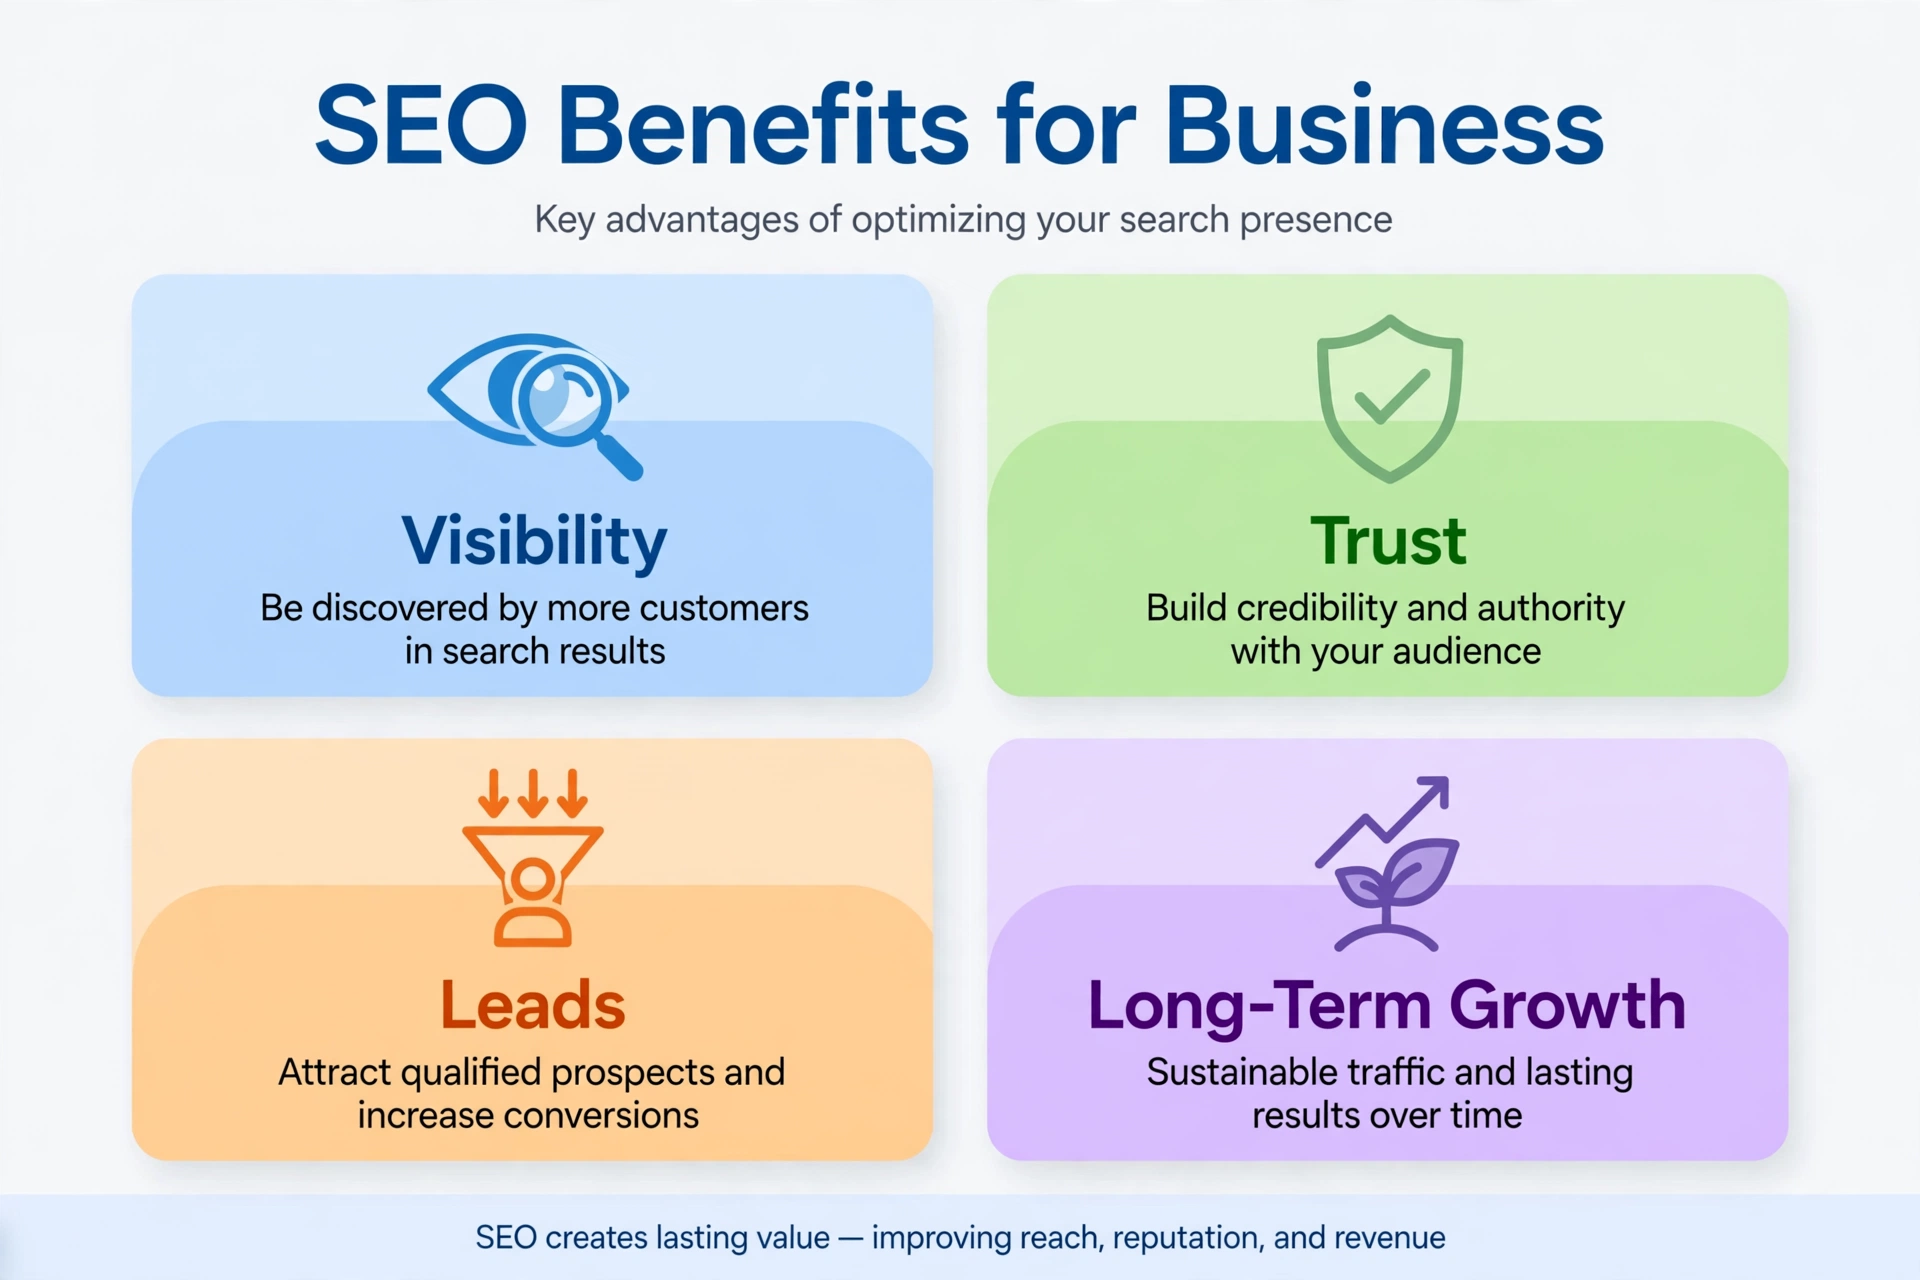 SEO Benefits for Business
Key advantages of optimizing your search presence
Visibility
Be discovered by more customers
in search results
Trust
Build credibility and authority
with your audience
Leads
Attract qualified prospects and
increase conversions
Long-Term Growth
Sustainable traffic and lasting
results over time
SEO creates lasting value — improving reach, reputation, and revenue